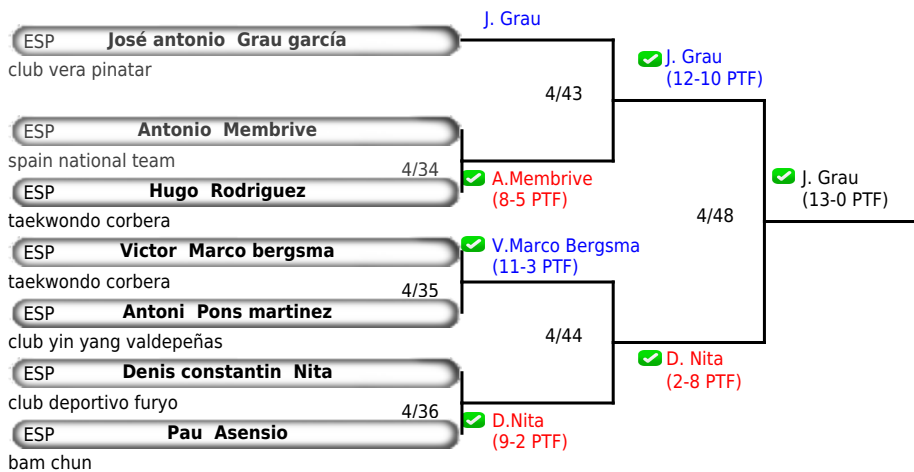 J. Grau
ESP José antonio Grau garcía
club vera pinatar
J. Grau
(12-10 PTF)
4/43
ESP Antonio Membrive
spain national team
4/34
A.Membrive
(8-5 PTF)
ESP Hugo Rodriguez
taekwondo corbera
J. Grau
(13-0 PTF)
4/48
ESP Victor Marco bergsma
taekwondo corbera
V.Marco Bergsma
(11-3 PTF)
4/35
ESP Antoni Pons martinez
club yin yang valdepeñas
4/44
D. Nita
(2-8 PTF)
ESP Denis constantin Nita
club deportivo furyo
4/36
D.Nita
(9-2 PTF)
ESP Pau Asensio
bam chun